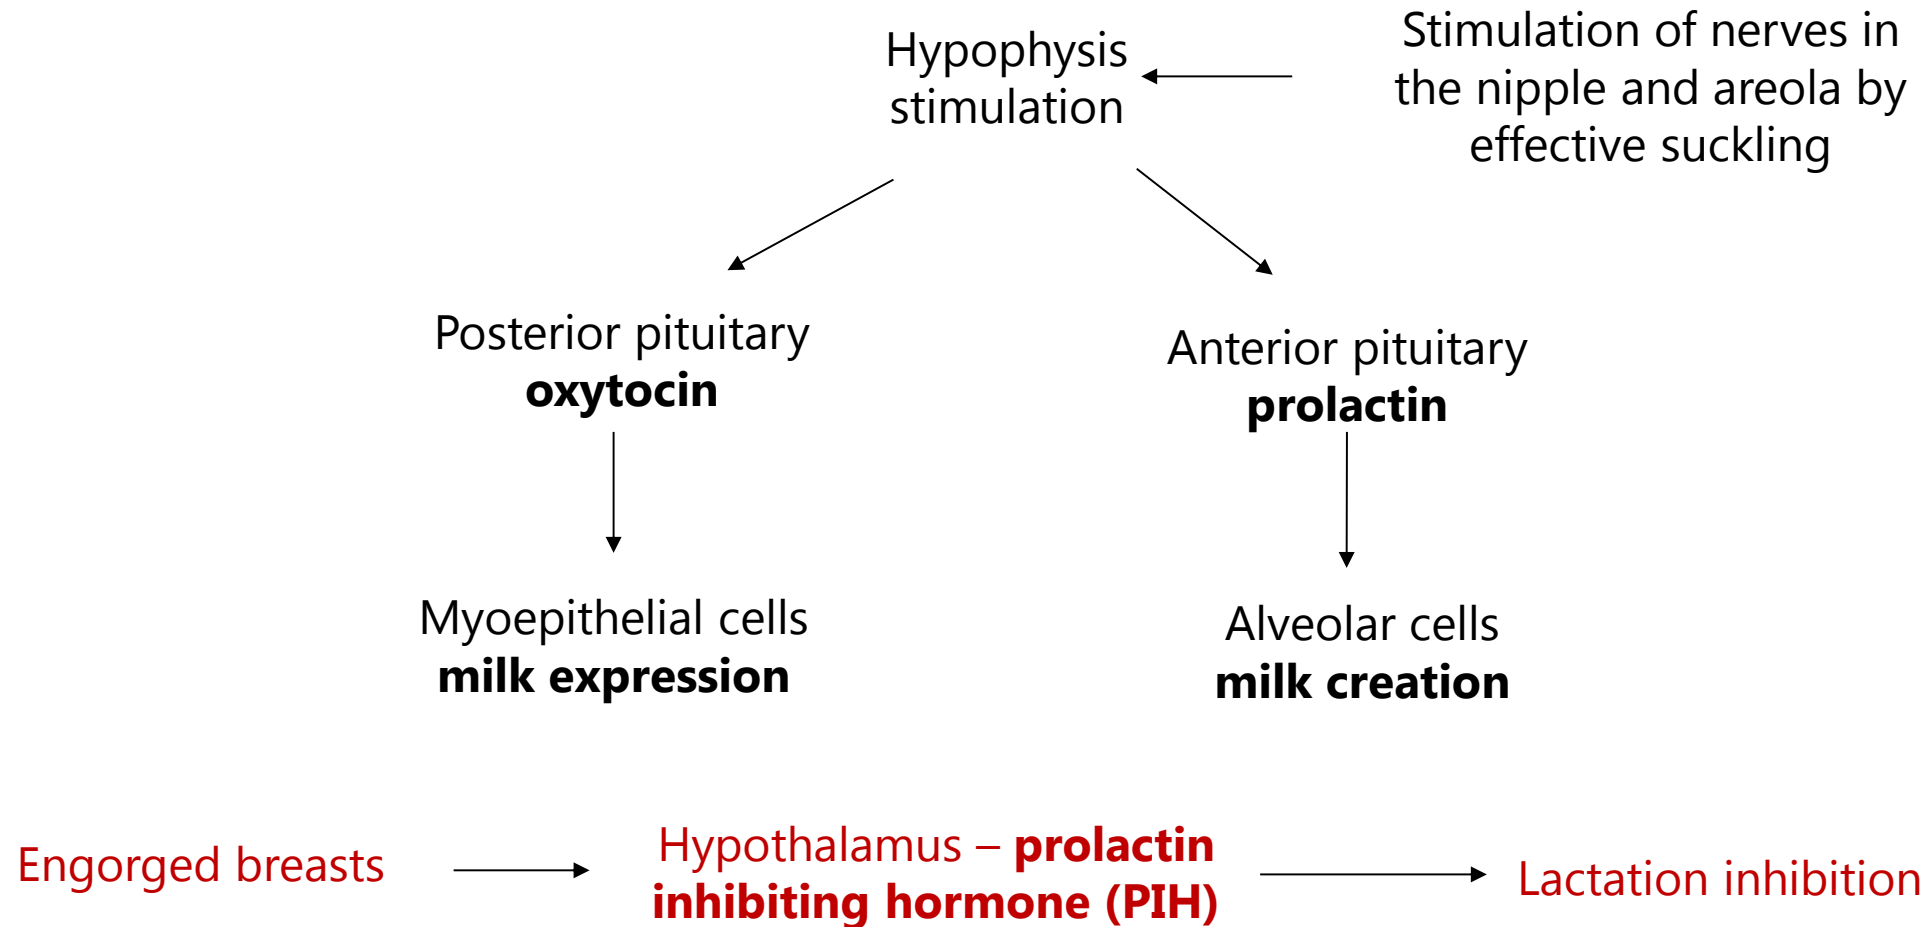 Hypophysis
stimulation
Stimulation of nerves in
the nipple and areola by
effective suckling
Posterior pituitary
oxytocin
Anterior pituitary
prolactin
Myoepithelial cells
milk expression
Alveolar cells
milk creation
Engorged breasts
Hypothalamus – prolactin
inhibiting hormone (PIH)
Lactation inhibition